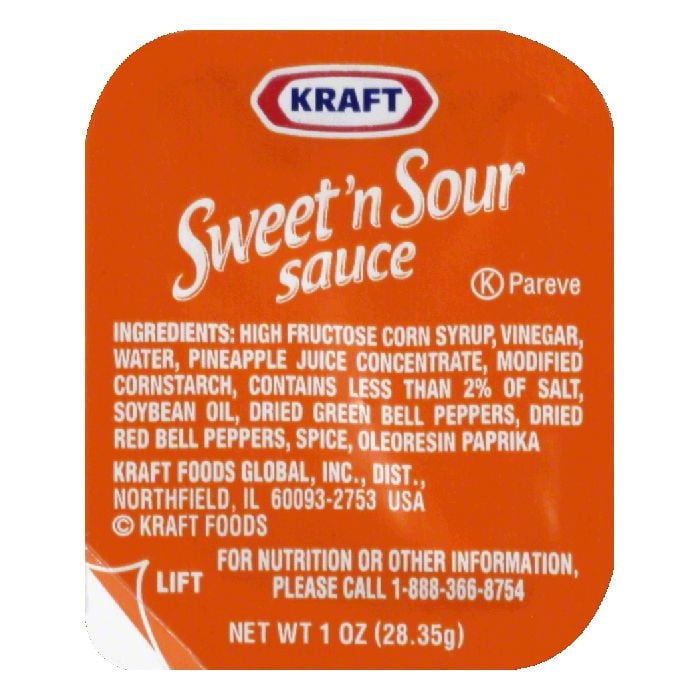 KRAFT
Sweet 'n Sour
sauce
Ⓚ Pareve
INGREDIENTS: HIGH FRUCTOSE CORN SYRUP, VINEGAR,
WATER, PINEAPPLE JUICE CONCENTRATE, MODIFIED
CORNSTARCH, CONTAINS LESS THAN 2% OF SALT,
SOYBEAN OIL, DRIED GREEN BELL PEPPERS, DRIED
RED BELL PEPPERS, SPICE, OLEORESIN PAPRIKA
KRAFT FOODS GLOBAL, INC., DIST.,
NORTHFIELD, IL 60093-2753 USA
© KRAFT FOODS
FOR NUTRITION OR OTHER INFORMATION,
PLEASE CALL 1-888-366-8754
LIFT
NET WT 1 OZ (28.35g)